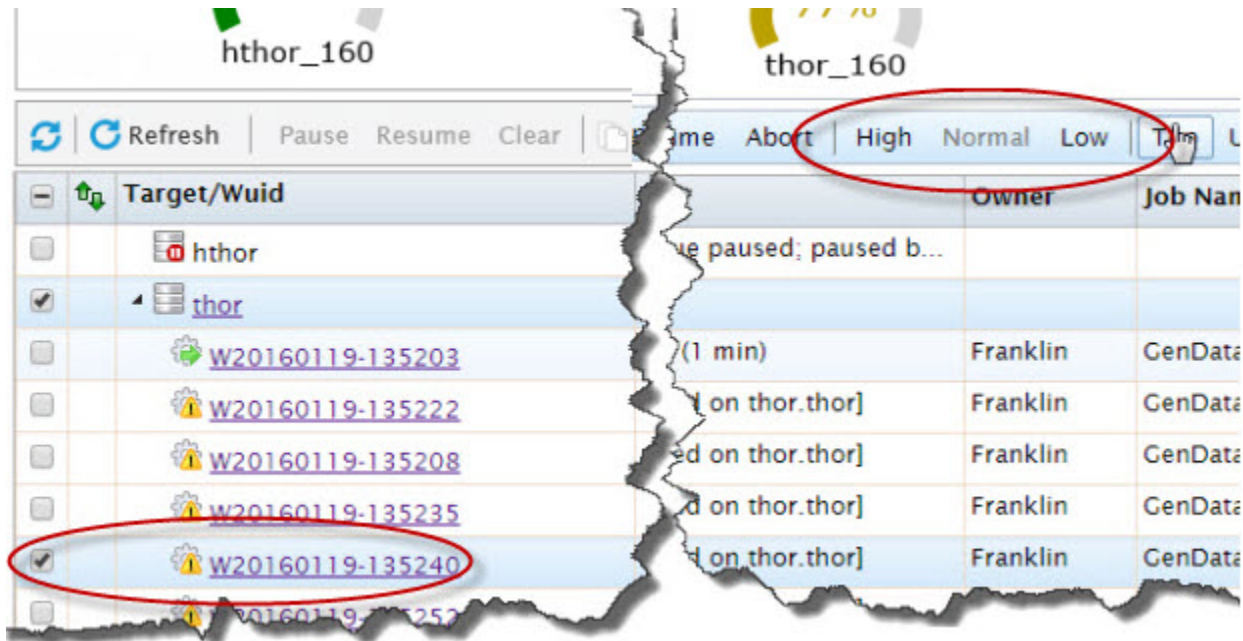 77%
hthor_160
thor_160
Refresh Pause Resume Clear Abort High Normal Low
Target/Wuid Owner Job Nam
hthor ue paused; paused b...
thor
W20160119-135203 (1 min) Franklin GenData
W20160119-135222 on thor.thor] Franklin GenData
W20160119-135208 ed on thor.thor] Franklin GenData
W20160119-135235 d on thor.thor] Franklin GenData
W20160119-135240 on thor.thor] Franklin GenData